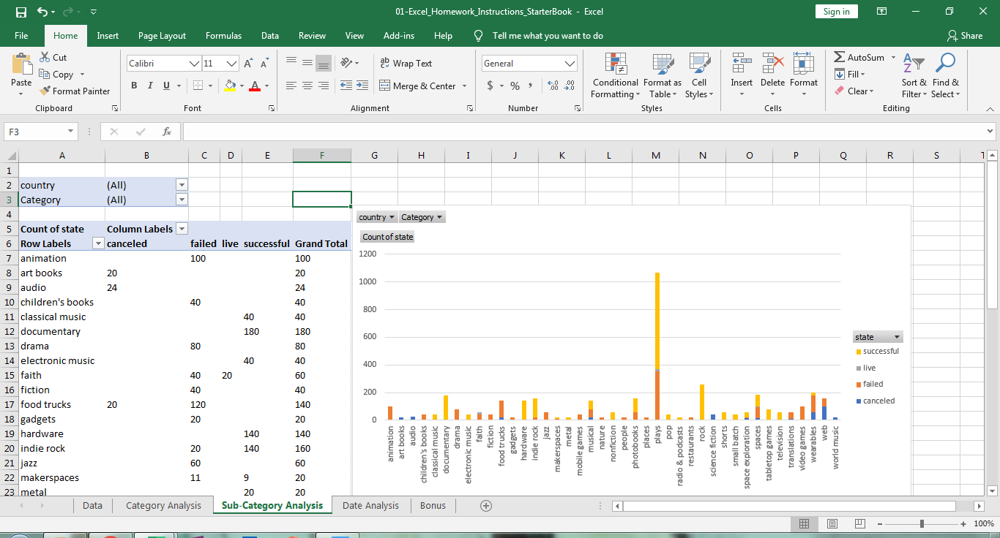 01-Excel_Homework_Instructions_StarterBook - Excel
Sign in
File Home Insert Page Layout Formulas Data Review View Add-ins Help Tell me what you want to do Share
Paste
Cut
Copy
Format Painter
Clipboard
Calibri 11
B I U A
Font
Wrap Text
Merge & Center
Alignment
General
$ % ,
Number
Conditional Formatting
Format as Table
Cell Styles
Styles
Insert Delete Format
Cells
AutoSum
Fill
Clear
Sort & Filter
Find & Select
Editing
F3 fx
A B C D E F G H I J K L M N O P Q R S T
1
2 country (All)
3 Category (All)
4
5 Count of state Column Labels
6 Row Labels canceled failed live successful Grand Total
7 animation 100 100
8 art books 20 20
9 audio 24 24
10 children's books 40 40
11 classical music 40 40
12 documentary 180 180
13 drama 80 80
14 electronic music 40 40
15 faith 40 20 60
16 fiction 40 40
17 food trucks 20 120 140
18 gadgets 20 20
19 hardware 140 140
20 indie rock 20 140 160
21 jazz 60 60
22 makerspaces 11 9 20
23 metal 20 20
country Category
Count of state
1200
1000
800
600
400
200
0
animation
art books
audio
children's books
classical music
documentary
drama
electronic music
faith
fiction
food trucks
gadgets
hardware
indie rock
jazz
makerspaces
metal
mobile games
musical
nature
nonfiction
people
photobooks
places
plays
pop
radio & podcasts
restaurants
rock
science fiction
shorts
small batch
space exploration
spaces
tabletop games
television
translations
video games
wearables
web
world music
state
successful
live
failed
canceled
Data Category Analysis Sub-Category Analysis Date Analysis Bonus
100%